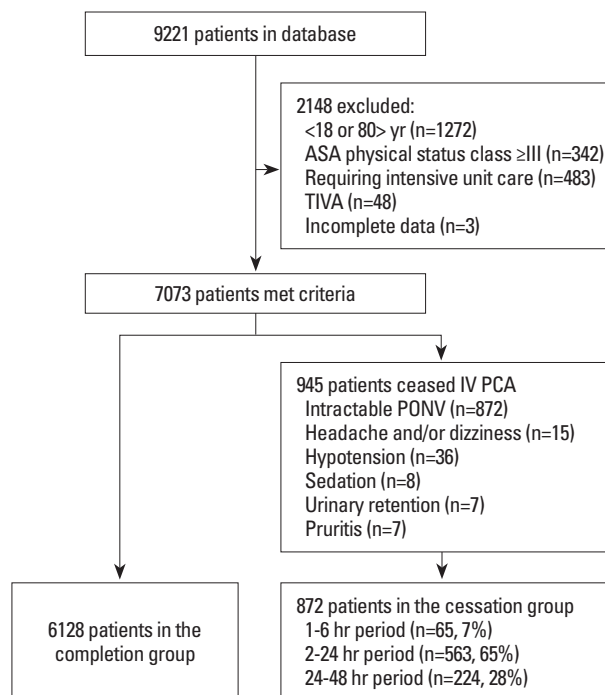 9221 patients in database
2148 excluded:
<18 or 80> yr (n=1272)
ASA physical status class ≥III (n=342)
Requiring intensive unit care (n=483)
TIVA (n=48)
Incomplete data (n=3)
7073 patients met criteria
945 patients ceased IV PCA
Intractable PONV (n=872)
Headache and/or dizziness (n=15)
Hypotension (n=36)
Sedation (n=8)
Urinary retention (n=7)
Pruritis (n=7)
6128 patients in the
completion group
872 patients in the cessation group
1-6 hr period (n=65, 7%)
2-24 hr period (n=563, 65%)
24-48 hr period (n=224, 28%)